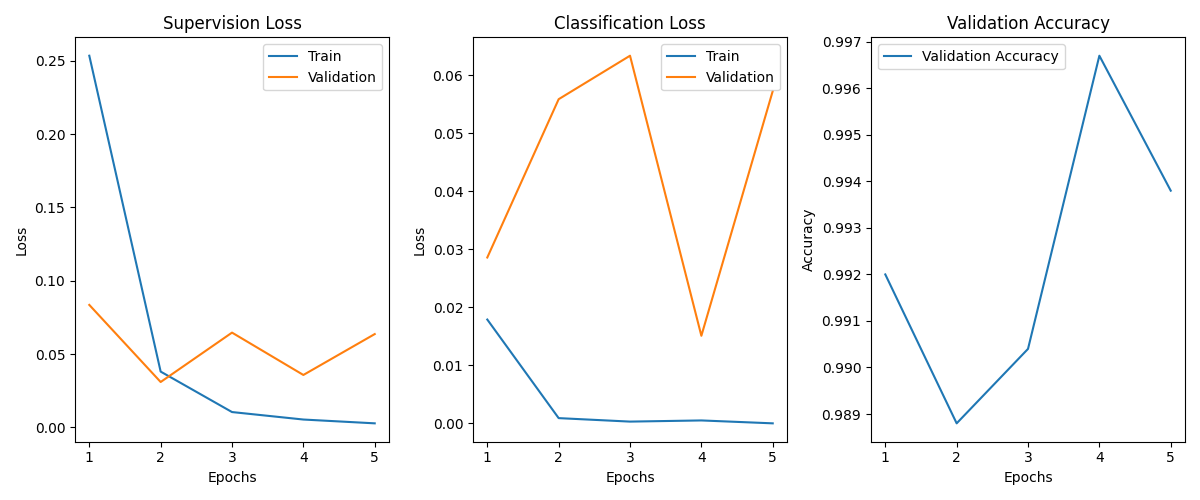 Supervision Loss
Train
Validation
0.25
0.20
0.15
0.10
0.05
0.00
Loss
1 2 3 4 5
Epochs
Classification Loss
Train
Validation
0.06
0.05
0.04
0.03
0.02
0.01
0.00
Loss
1 2 3 4 5
Epochs
Validation Accuracy
Validation Accuracy
0.997
0.996
0.995
0.994
0.993
0.992
0.991
0.990
0.989
Accuracy
1 2 3 4 5
Epochs